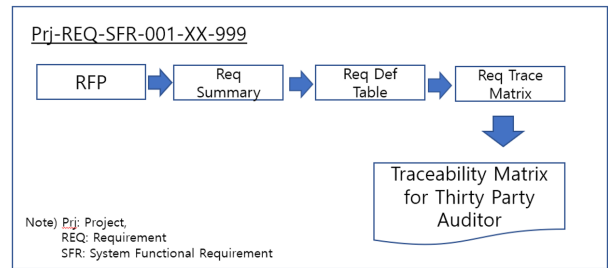 Prj-REQ-SFR-001-XX-999
RFP
Req
Summary
Req Def
Table
Req Trace
Matrix
Traceability Matrix
for Thirty Party
Auditor
Note) Prj: Project,
REQ: Requirement
SFR: System Functional Requirement